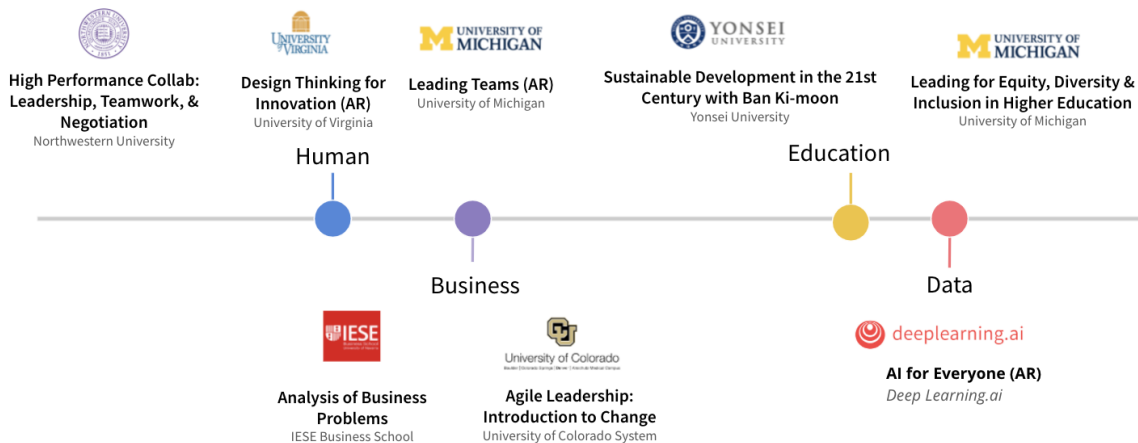 High Performance Collab:
Leadership, Teamwork, &
Negotiation
Northwestern University
UNIVERSITY
of VIRGINIA
Design Thinking for
Innovation (AR)
University of Virginia
M UNIVERSITY OF
MICHIGAN
Leading Teams (AR)
University of Michigan
YONSEI
UNIVERSITY
Sustainable Development in the 21st
Century with Ban Ki-moon
Yonsei University
M UNIVERSITY OF
MICHIGAN
Leading for Equity, Diversity &
Inclusion in Higher Education
University of Michigan
Human
Education
Business
Data
IESE
Analysis of Business
Problems
IESE Business School
CU
University of Colorado
Agile Leadership:
Introduction to Change
University of Colorado System
deeplearning.ai
AI for Everyone (AR)
Deep Learning.ai